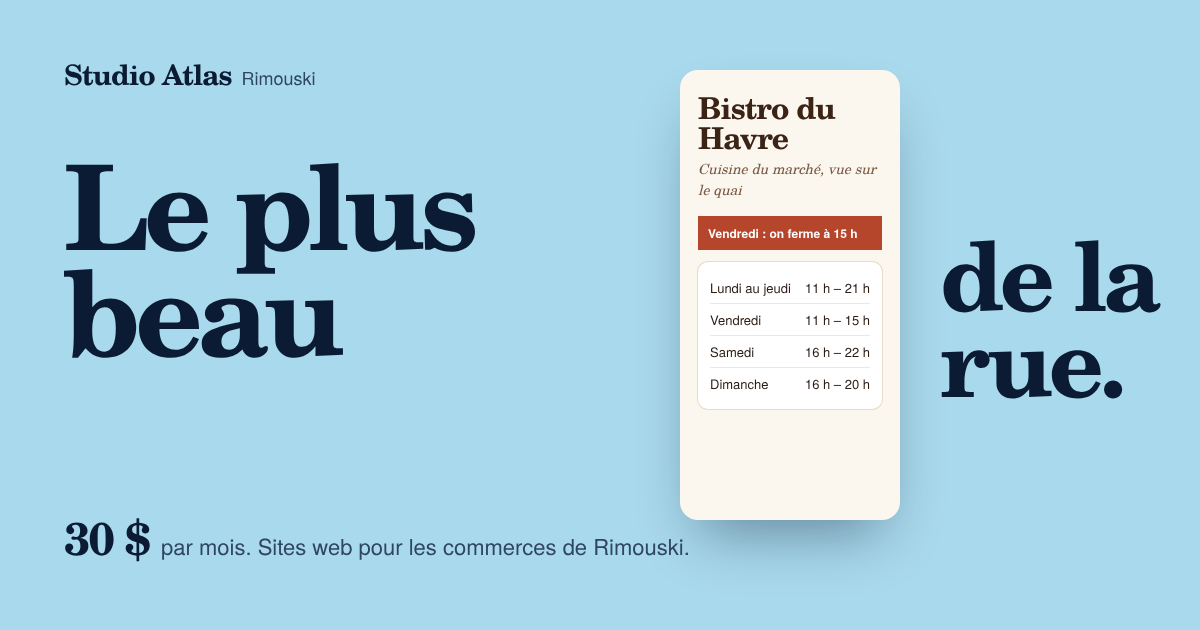 Studio Atlas Rimouski
Le plus
beau
Bistro du
Havre
Cuisine du marché, vue sur
le quai
Vendredi : on ferme à 15 h
Lundi au jeudi 11 h – 21 h
Vendredi 11 h – 15 h
Samedi 16 h – 22 h
Dimanche 16 h – 20 h
de la
rue.
30 $ par mois. Sites web pour les commerces de Rimouski.